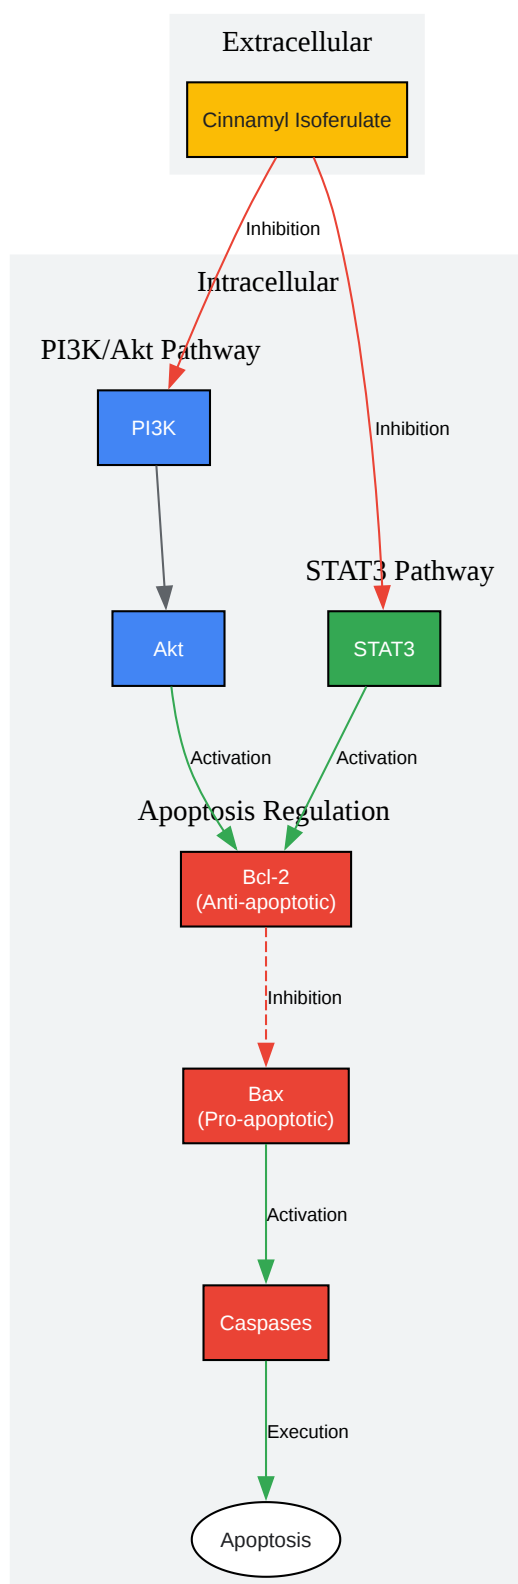 Extracellular
Cinnamyl Isoferulate
Inhibition
Intracellular
PI3K/Akt Pathway
PI3K
Inhibition
STAT3 Pathway
Akt
STAT3
Activation
Activation
Apoptosis Regulation
Bcl-2
(Anti-apoptotic)
Inhibition
Bax
(Pro-apoptotic)
Activation
Caspases
Execution
Apoptosis